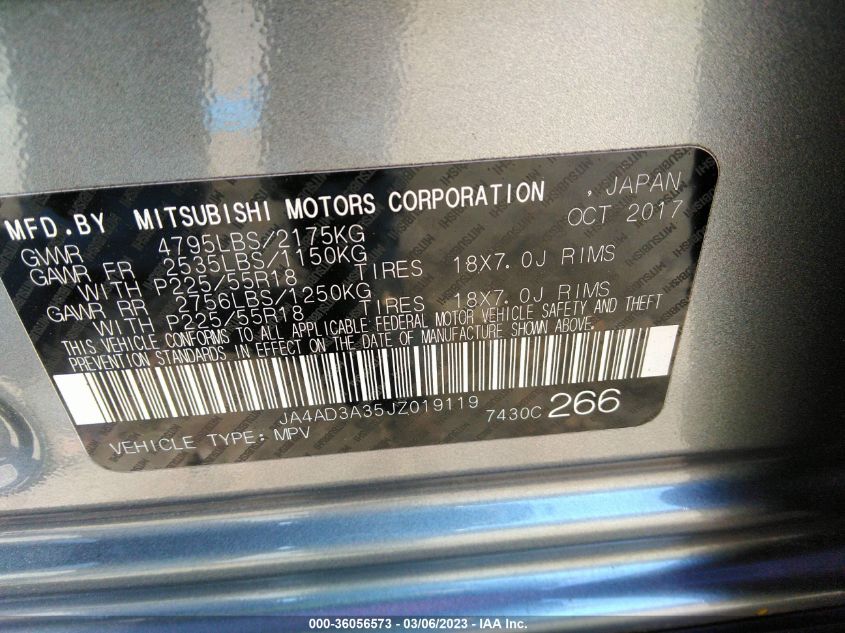 MFD.BY MITSUBISHI MOTORS CORPORATION , JAPAN
OCT 2017
GVWR 4795LBS/2175KG
GAWR FR 2535LBS/1150KG
WITH P225/55R18 TIRES 18X7.0J RIMS
GAWR RR 2756LBS/1250KG
WITH P225/55R18 TIRES 18X7.0J RIMS
THIS VEHICLE CONFORMS TO ALL APPLICABLE FEDERAL MOTOR VEHICLE SAFETY AND THEFT
PREVENTION STANDARDS IN EFFECT ON THE DATE OF MANUFACTURE SHOWN ABOVE.
JA4AD3A35JZ019119 7430C 266
VEHICLE TYPE: MPV
000-36056573 — 03/06/2023 — IAA Inc.